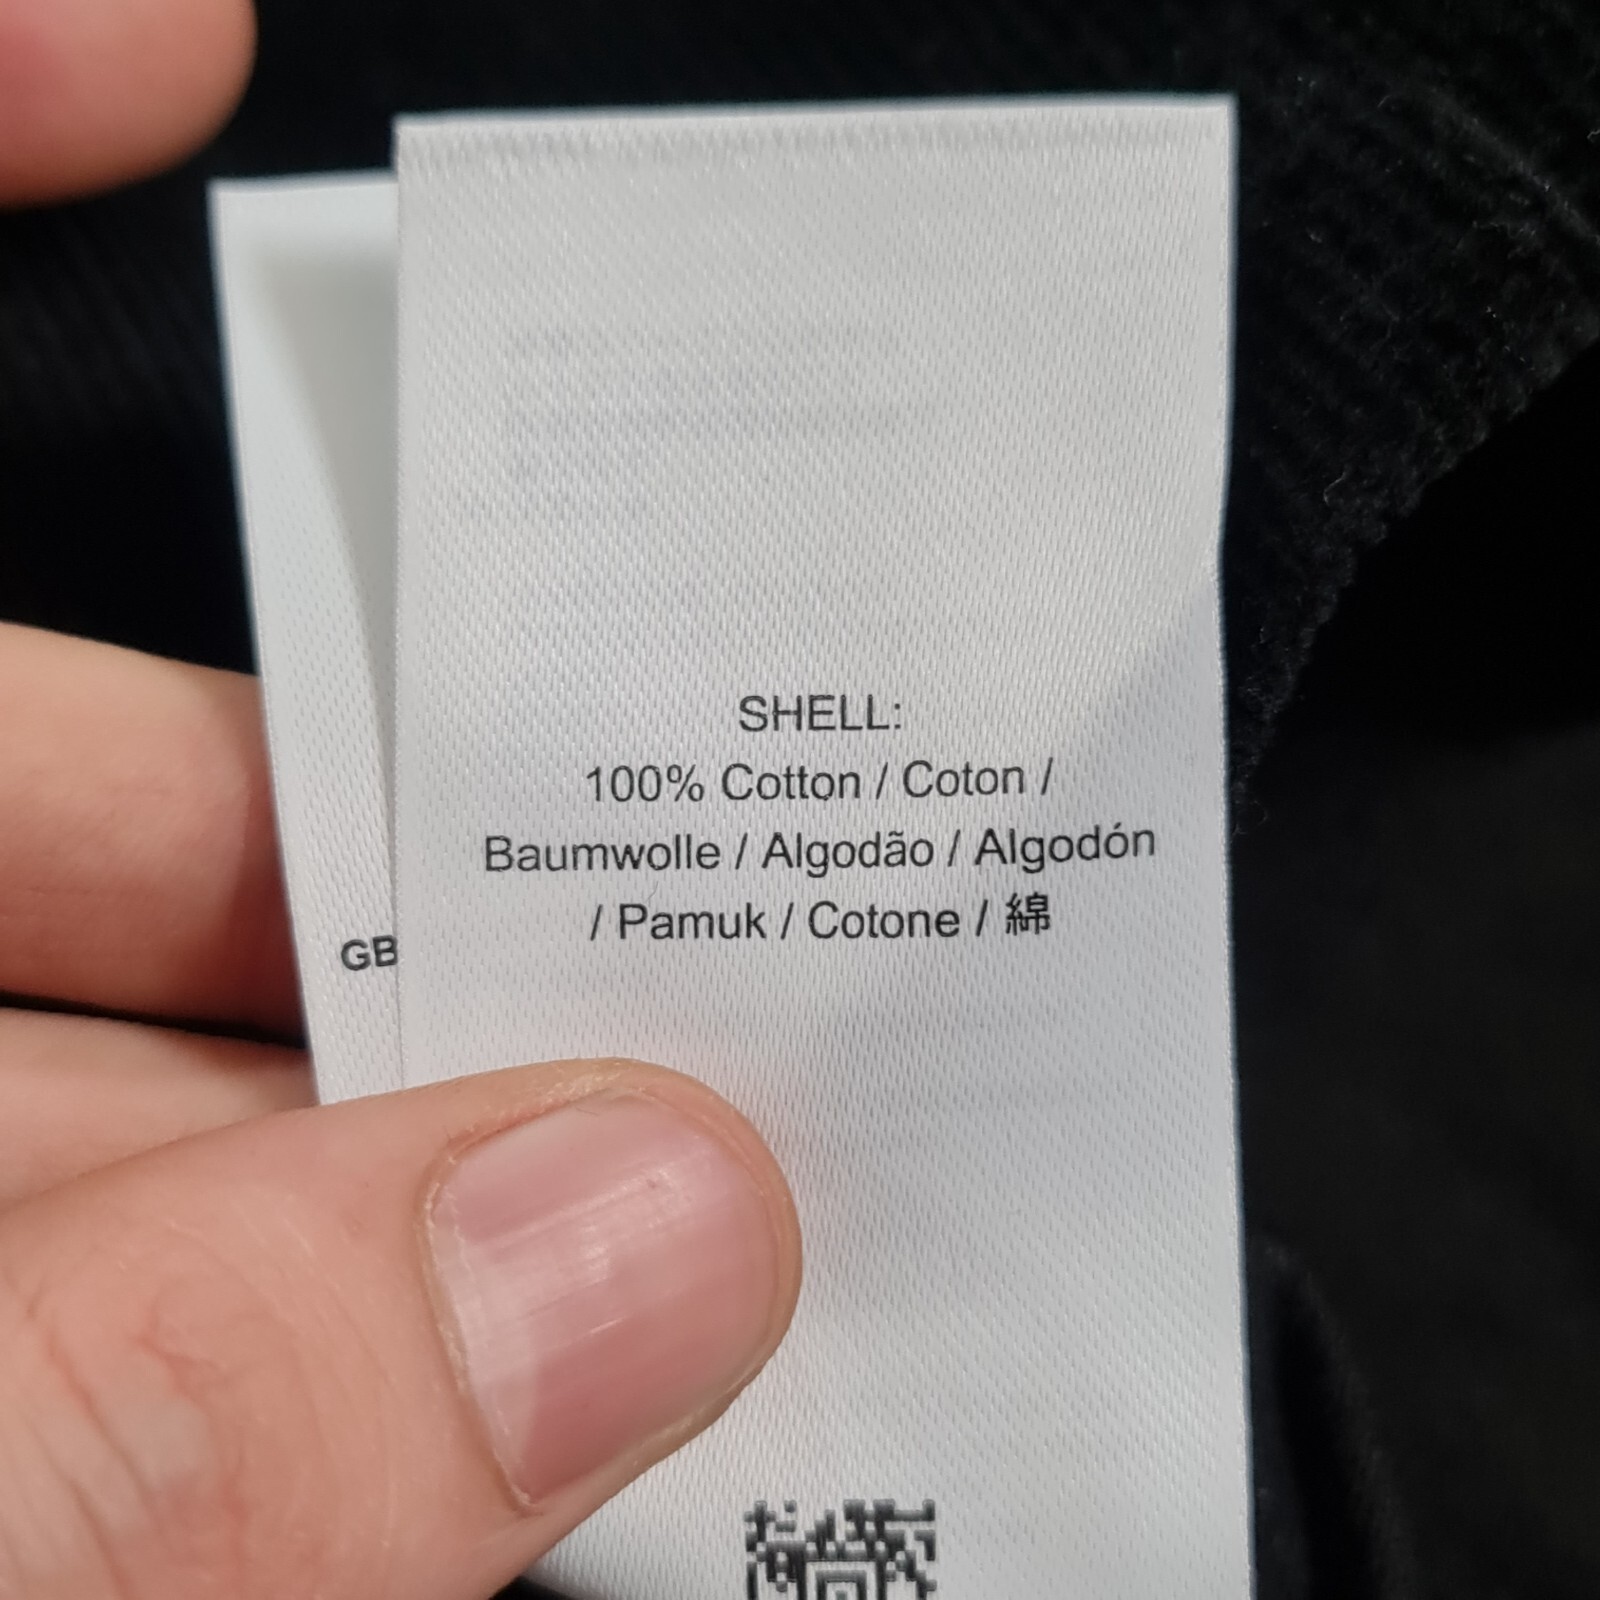 SHELL:
100% Cotton / Coton /
Baumwolle / Algodão / Algodón
/ Pamuk / Cotone / 綿
GB